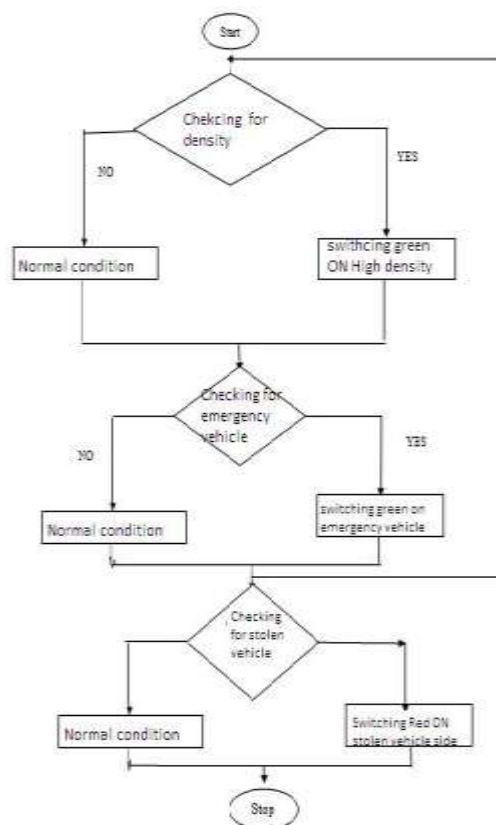 Start
Chekcing for
density
NO
YES
Normal condition
swithcing green
ON High density
Checking for
emergency
vehicle
NO
YES
Normal condition
switching green on
emergency vehicle
Checking
for stolen
vehicle
Normal condition
Switching Red ON
stolen vehicle side
Stop